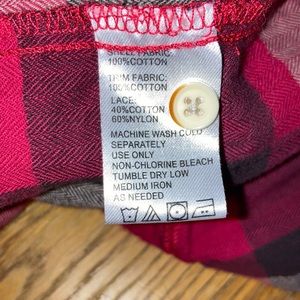 SHELL FABRIC:
100%COTTON
TRIM FABRIC:
100%COTTON
LACE:
40%COTTON
60%NYLON
MACHINE WASH COLD
SEPARATELY
USE ONLY
NON-CHLORINE BLEACH
TUMBLE DRY LOW
MEDIUM IRON
AS NEEDED